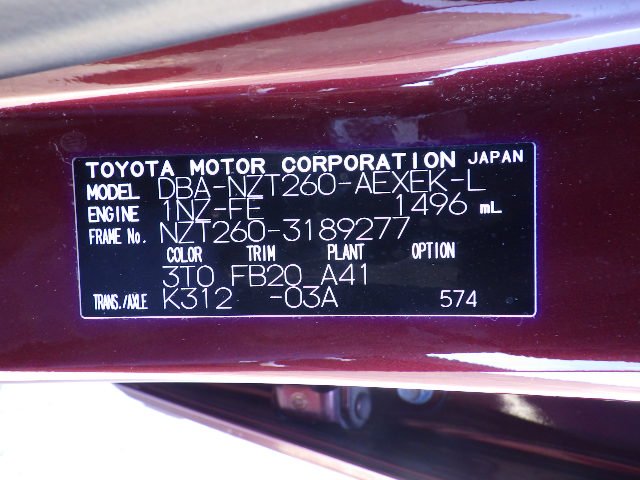 TOYOTA MOTOR CORPORATION JAPAN
MODEL DBA-NZT260-AEXEK-L
ENGINE 1NZ-FE 1496 mL
FRAME No. NZT260-3189277
COLOR TRIM PLANT OPTION
3T0 FB20 A41
TRANS./AXLE K312 -03A 574